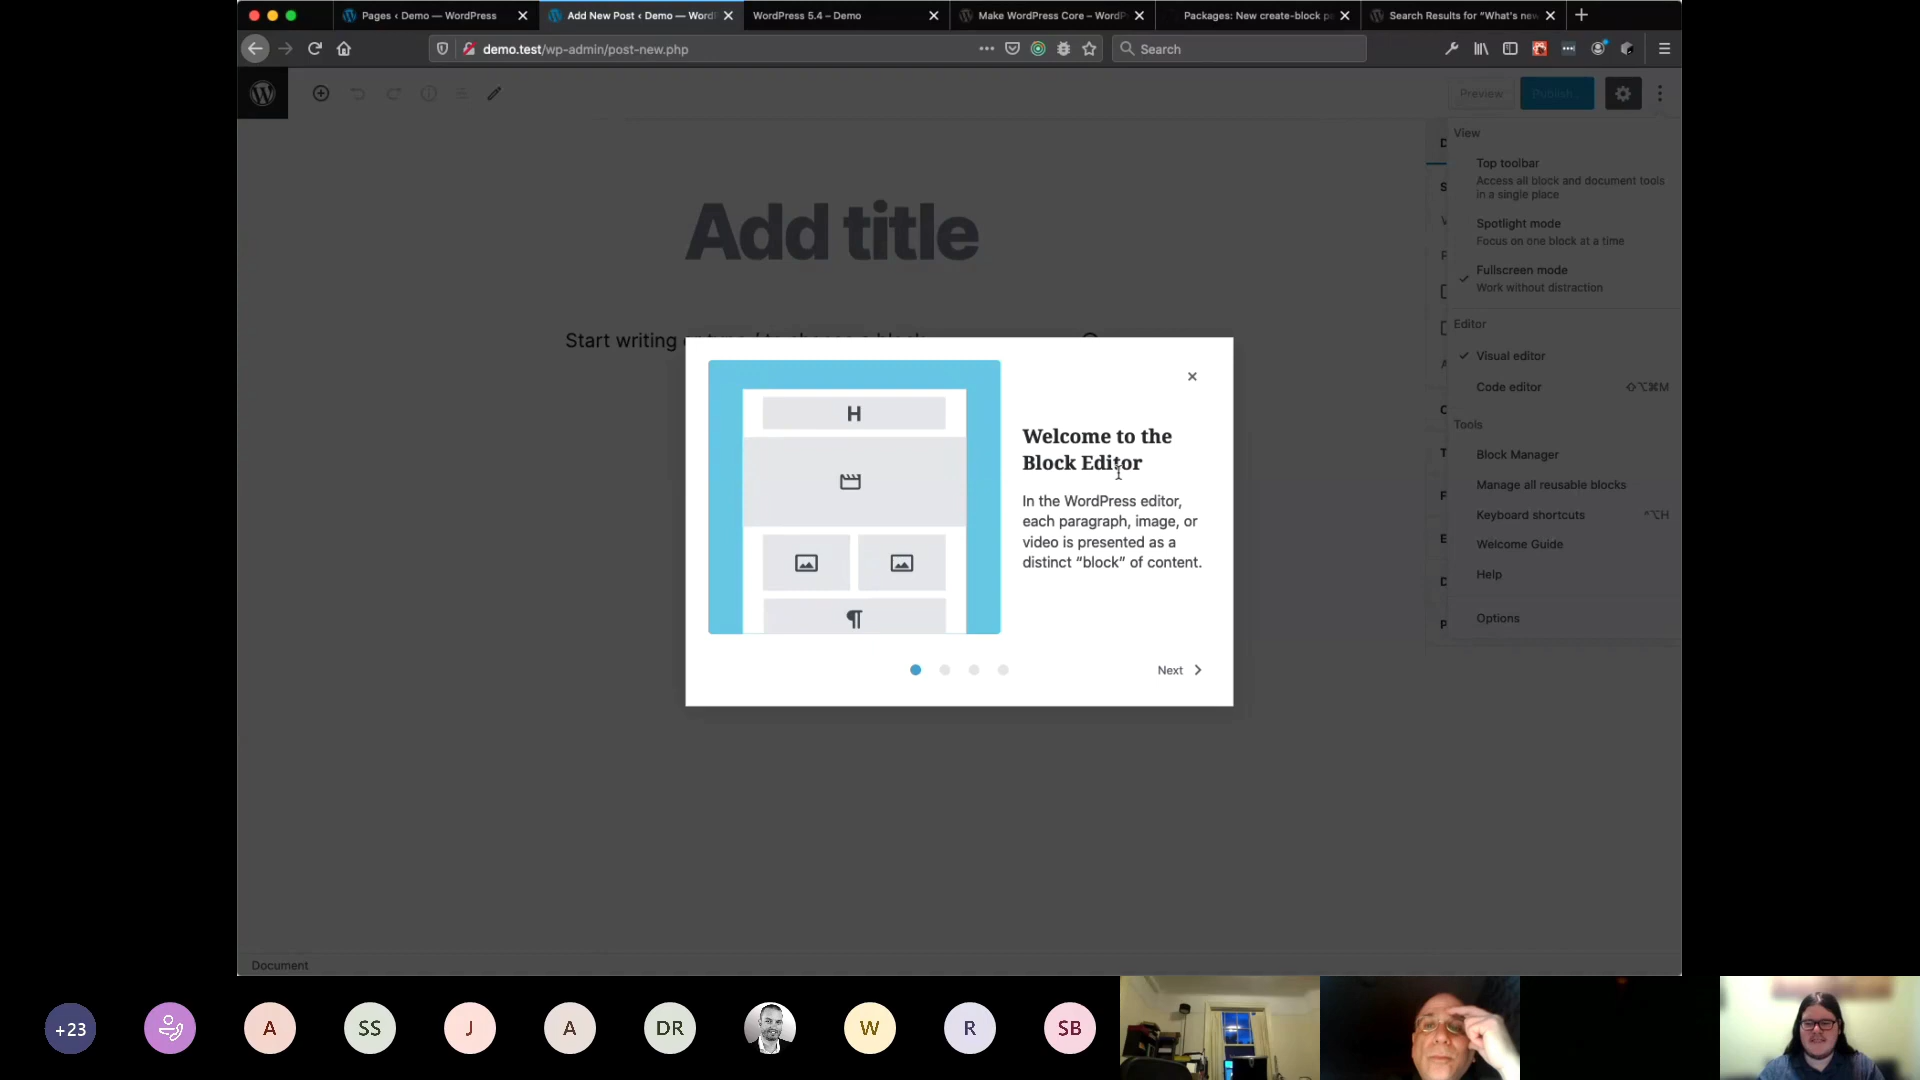 Pages ‹ Demo — WordPress
Add New Post ‹ Demo — Word
WordPress 5.4 – Demo
Make WordPress Core – WordP
Packages: New create-block p
Search Results for “What's new
demo.test/wp-admin/post-new.php
Search
Preview
Publish...
View
Top toolbar
Access all block and document tools
in a single place
Spotlight mode
Focus on one block at a time
Fullscreen mode
Work without distraction
Editor
Visual editor
Code editor ⇧⌥⌘M
Tools
Block Manager
Manage all reusable blocks
Keyboard shortcuts ^⌥H
Welcome Guide
Help
Options
Add title
Start writing
H
Welcome to the
Block Editor
In the WordPress editor,
each paragraph, image, or
video is presented as a
distinct “block” of content.
¶
Next
Document
+23
A
SS
J
A
DR
W
R
SB